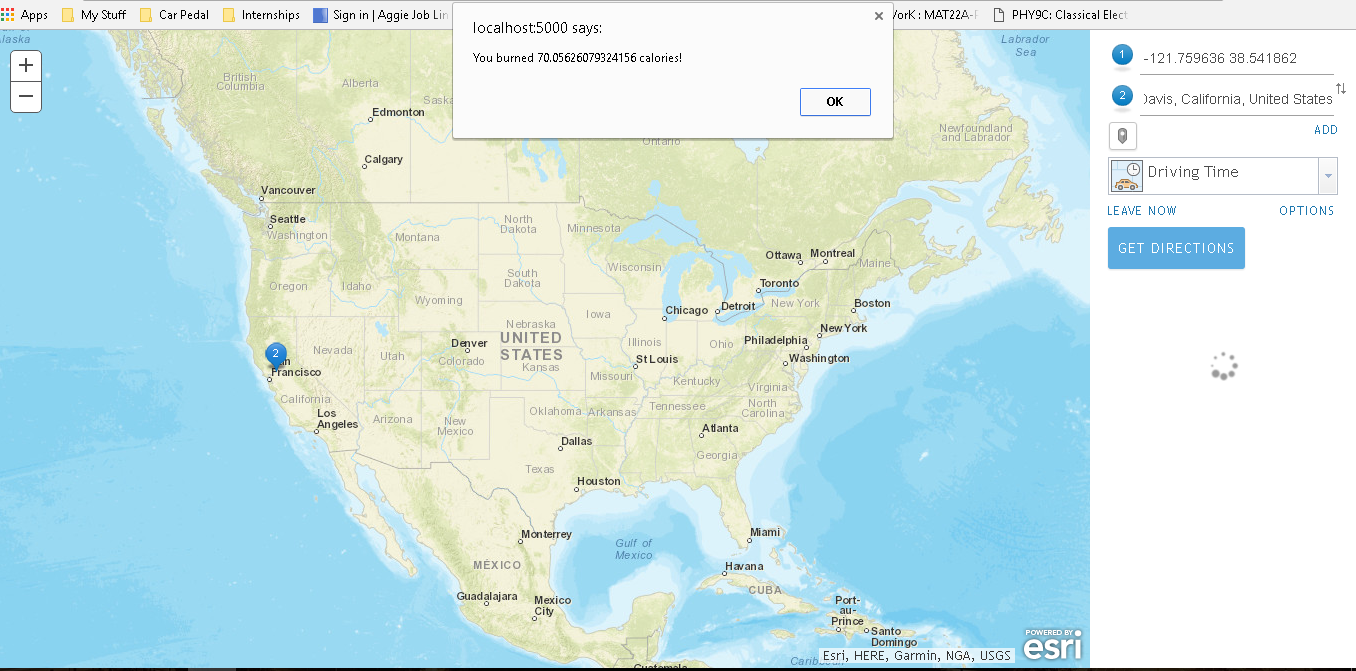 Apps
My Stuff
Car Pedal
Internships
Sign in | Aggie Job Lin
PHY9C: Classical Elect
localhost:5000 says:
You burned 70.05626079324156 calories!
OK
+
−
Alaska
British
Columbia
Alberta
Edmonton
Calgary
Ontario
Labrador
Sea
Newfoundland
and Labrador
Vancouver
Seattle
Washington
Montana
North
Dakota
Minnesota
Ottawa
Montreal
Maine
Oregon
Idaho
Wyoming
South
Dakota
Wisconsin
Toronto
Chicago
Detroit
New York
Boston
Nebraska
Iowa
Nevada
Utah
Denver
Colorado
UNITED
STATES
Kansas
Illinois
Ohio
Philadelphia
New York
St Louis
Washington
Missouri
Kentucky
Virginia
2
Francisco
California
Los
Angeles
Arizona
New
Mexico
Oklahoma
Arkansas
Tennessee
North
Carolina
Dallas
Atlanta
Georgia
Texas
Houston
Monterrey
Gulf of
Mexico
Miami
Havana
MÉXICO
CUBA
Guadalajara
Mexico
City
Port-
au-
Prince
Santo
Domingo
Guatemala
Esri, HERE, Garmin, NGA, USGS
POWERED BY
esri
1
-121.759636 38.541862
2
Davis, California, United States
ADD
Driving Time
LEAVE NOW
OPTIONS
GET DIRECTIONS